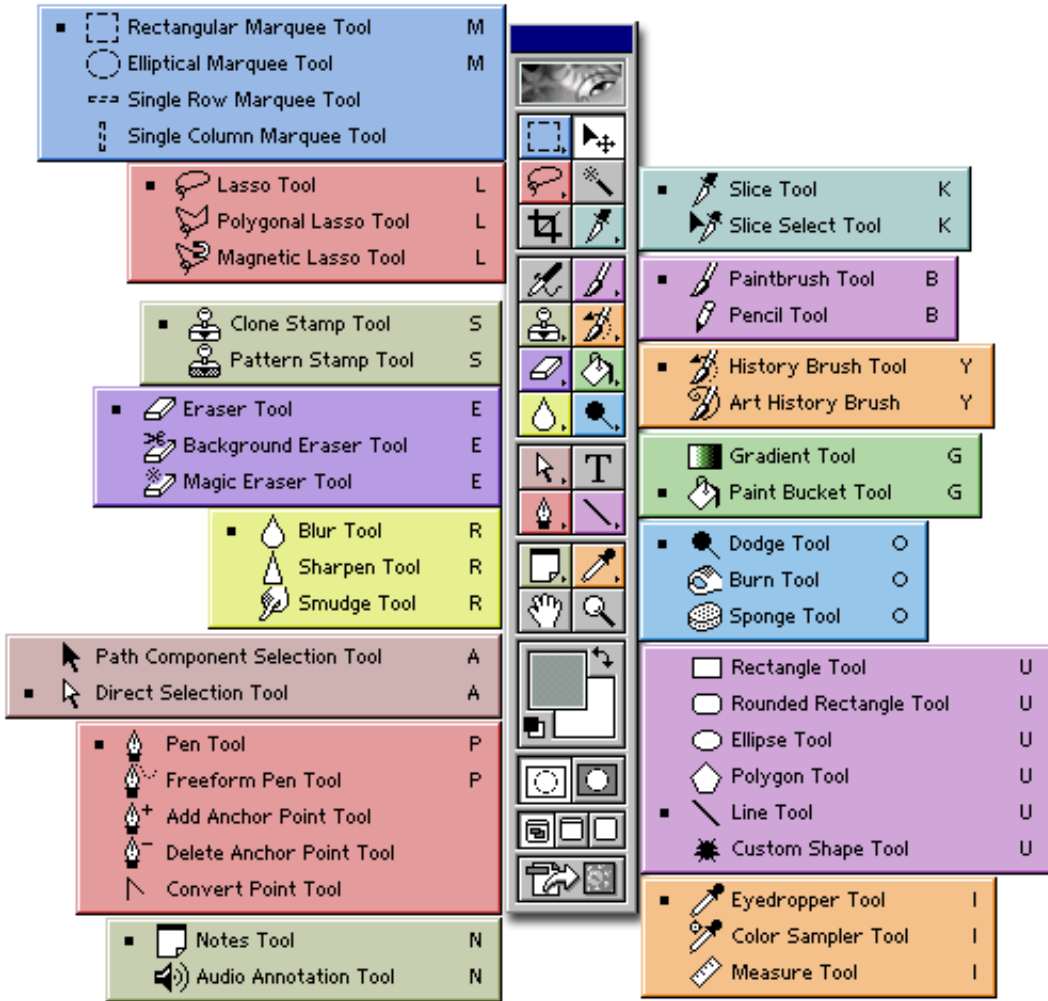 Rectangular Marquee Tool M
Elliptical Marquee Tool M
Single Row Marquee Tool
Single Column Marquee Tool
Lasso Tool L
Polygonal Lasso Tool L
Magnetic Lasso Tool L
Clone Stamp Tool S
Pattern Stamp Tool S
Eraser Tool E
Background Eraser Tool E
Magic Eraser Tool E
Blur Tool R
Sharpen Tool R
Smudge Tool R
Path Component Selection Tool A
Direct Selection Tool A
Pen Tool P
Freeform Pen Tool P
Add Anchor Point Tool
Delete Anchor Point Tool
Convert Point Tool
Notes Tool N
Audio Annotation Tool N
T
Slice Tool K
Slice Select Tool K
Paintbrush Tool B
Pencil Tool B
History Brush Tool Y
Art History Brush Y
Gradient Tool G
Paint Bucket Tool G
Dodge Tool O
Burn Tool O
Sponge Tool O
Rectangle Tool U
Rounded Rectangle Tool U
Ellipse Tool U
Polygon Tool U
Line Tool U
Custom Shape Tool U
Eyedropper Tool I
Color Sampler Tool I
Measure Tool I